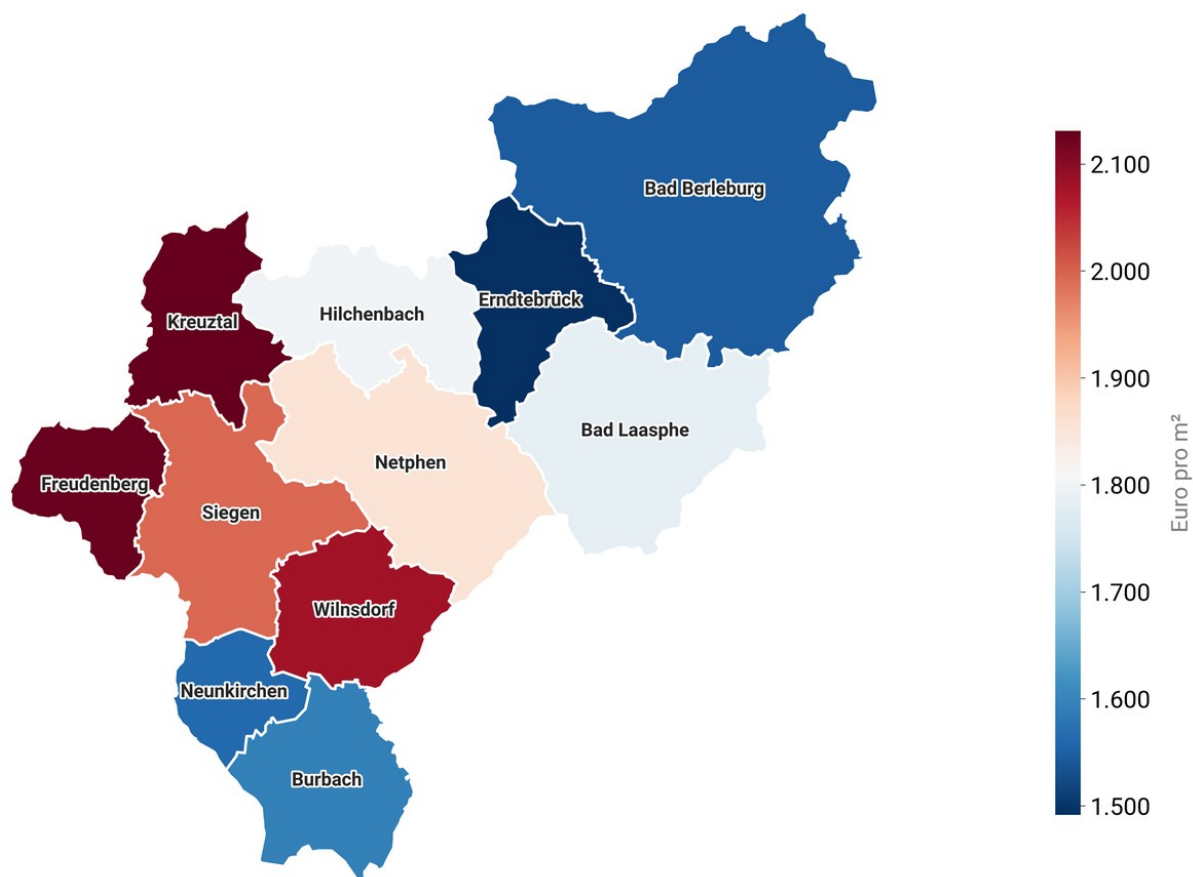 Bad Berleburg
Erndtebrück
Hilchenbach
Kreuztal
Bad Laasphe
Netphen
Freudenberg
Siegen
Wilnsdorf
Neunkirchen
Burbach
2.100
2.000
1.900
1.800
1.700
1.600
1.500
Euro pro m²